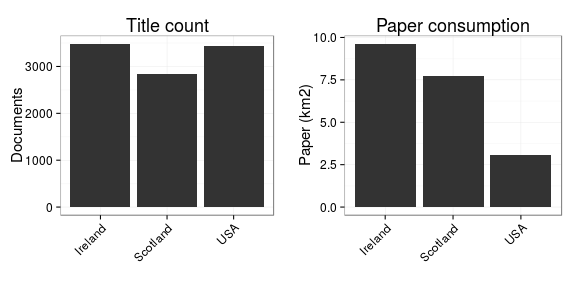 Title count
Documents
3000
2000
1000
0
Ireland
Scotland
USA
Paper consumption
Paper (km2)
10.0
7.5
5.0
2.5
0.0
Ireland
Scotland
USA